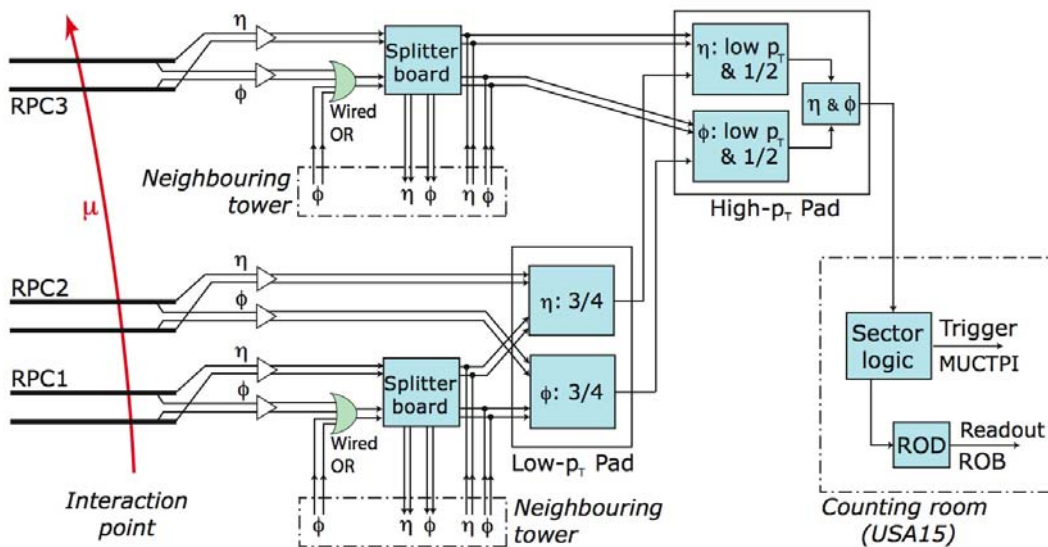 η
RPC3
φ
Wired
OR
Splitter
board
Neighbouring
tower
φ
η
φ
η
φ
η: low pT
& 1/2
φ: low pT
& 1/2
η & φ
High-pT Pad
μ
η
RPC2
φ
η
RPC1
φ
Wired
OR
Splitter
board
η: 3/4
φ: 3/4
Low-pT Pad
φ
η
φ
η
φ
Neighbouring
tower
Interaction
point
Sector
logic
Trigger
MUCTPI
ROD
Readout
ROB
Counting room
(USA15)